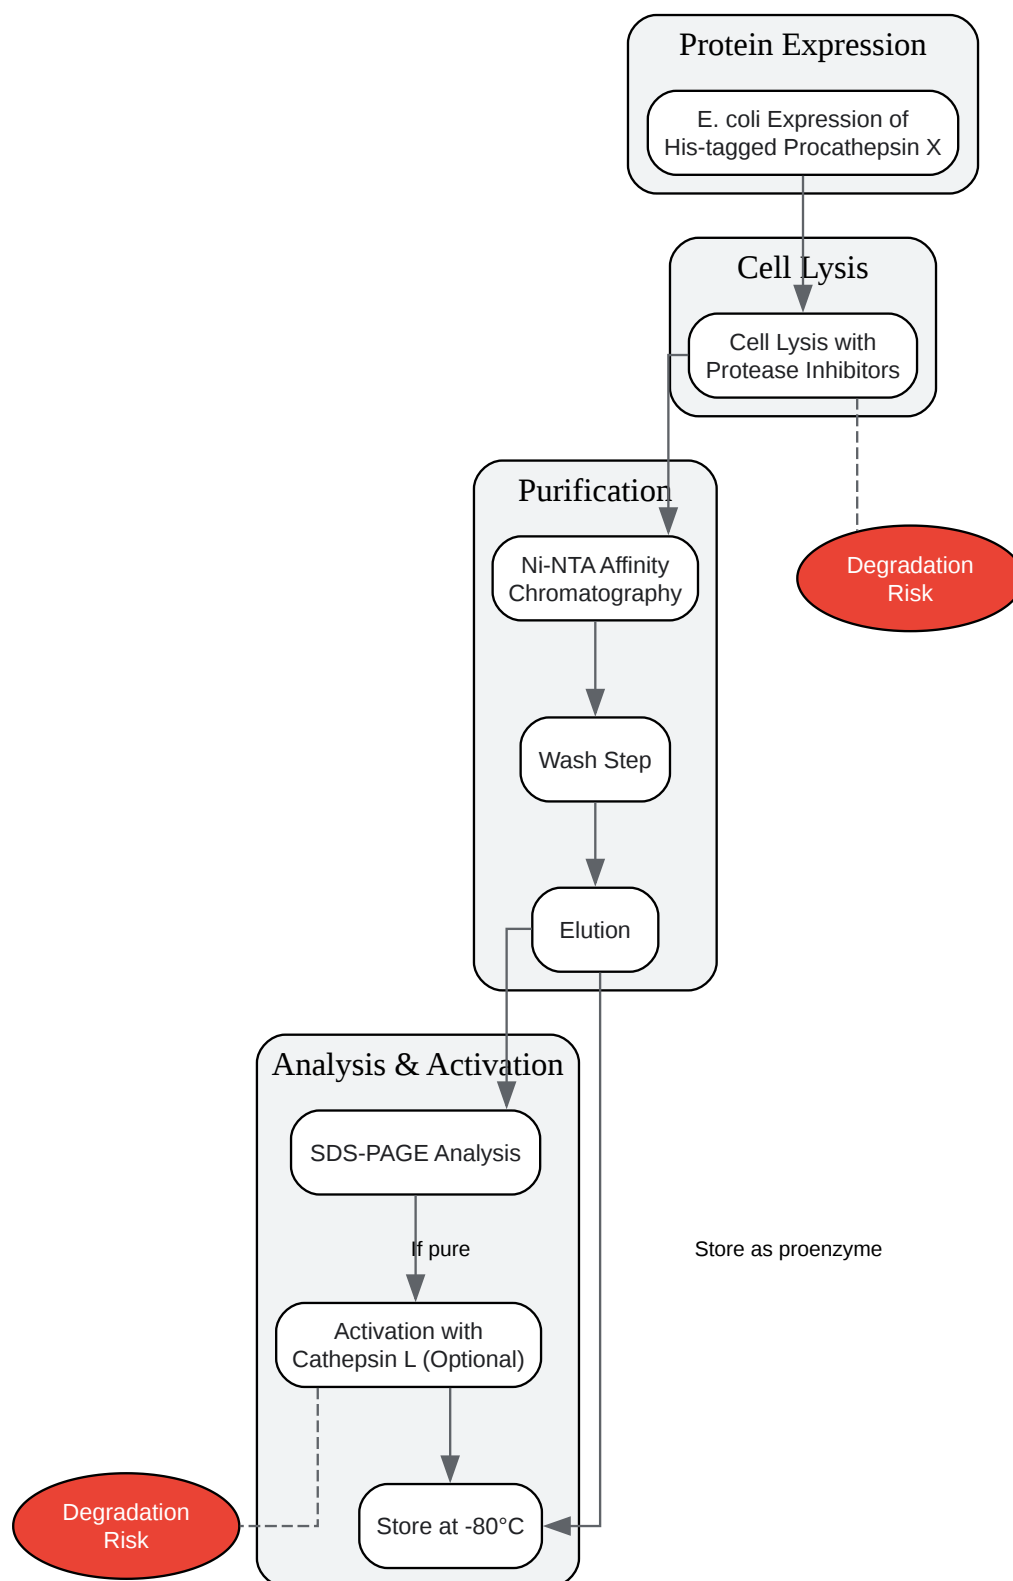 Protein Expression
E. coli Expression of
His-tagged Procathepsin X
Cell Lysis
Cell Lysis with
Protease Inhibitors
Purification
Ni-NTA Affinity
Chromatography
Degradation
Risk
Wash Step
Elution
Analysis & Activation
SDS-PAGE Analysis
If pure
Store as proenzyme
Activation with
Cathepsin L (Optional)
Degradation
Risk
Store at -80°C